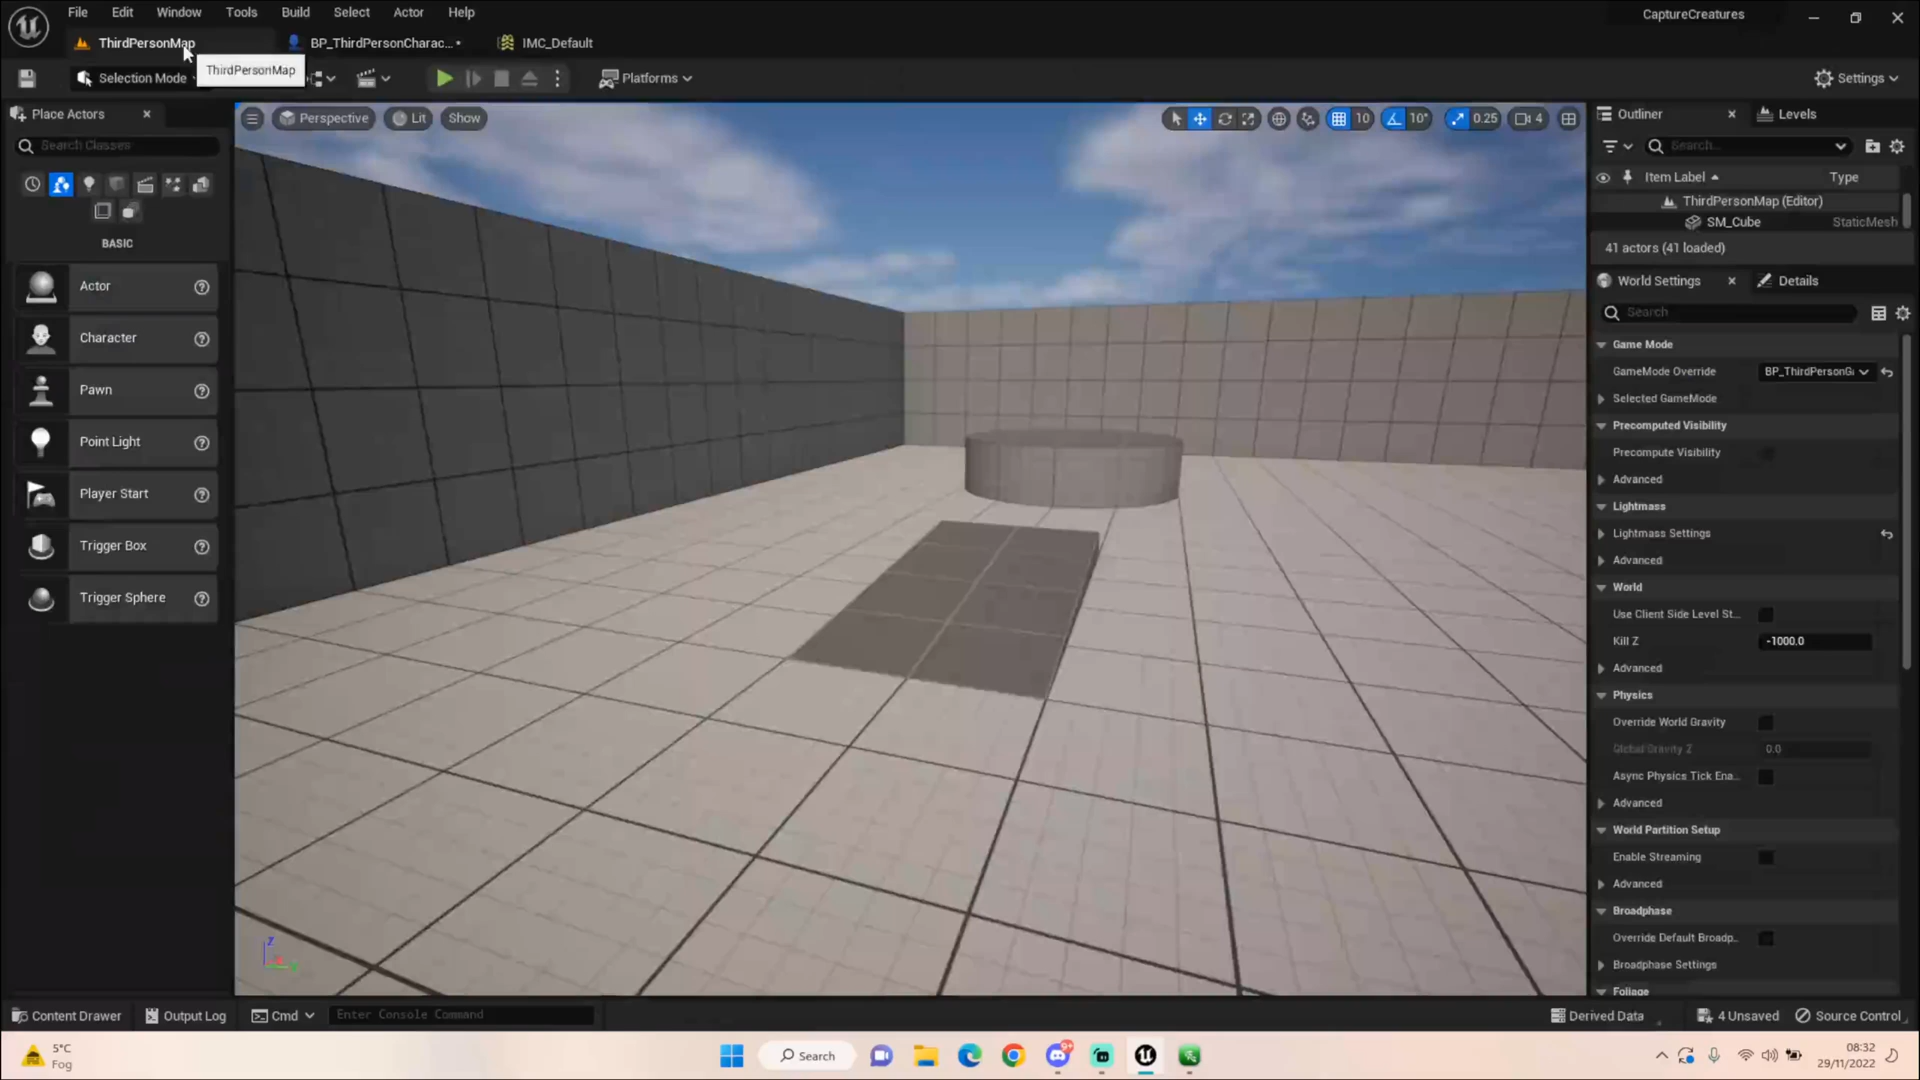 File Edit Window Tools Build Select Actor Help
CaptureCreatures
ThirdPersonMap
BP_ThirdPersonCharac... •
IMC_Default
Selection Mode
ThirdPersonMap
Platforms
Settings
Place Actors
Search Classes
BASIC
Actor
Character
Pawn
Point Light
Player Start
Trigger Box
Trigger Sphere
Perspective
Lit
Show
10
10°
0.25
4
Z
Outliner
Levels
Search...
Item Label
Type
ThirdPersonMap (Editor)
SM_Cube StaticMesh
41 actors (41 loaded)
World Settings
Details
Search
Game Mode
GameMode Override BP_ThirdPersonG
Selected GameMode
Precomputed Visibility
Precompute Visibility
Advanced
Lightmass
Lightmass Settings
Advanced
World
Use Client Side Level St...
Kill Z -1000.0
Advanced
Physics
Override World Gravity
Global Gravity Z 0.0
Async Physics Tick Ena...
Advanced
World Partition Setup
Enable Streaming
Advanced
Broadphase
Override Default Broadp...
Broadphase Settings
Foliage
Content Drawer
Output Log
Cmd
Enter Console Command
Derived Data
4 Unsaved
Source Control
5°C
Fog
Search
9+
08:32
29/11/2022